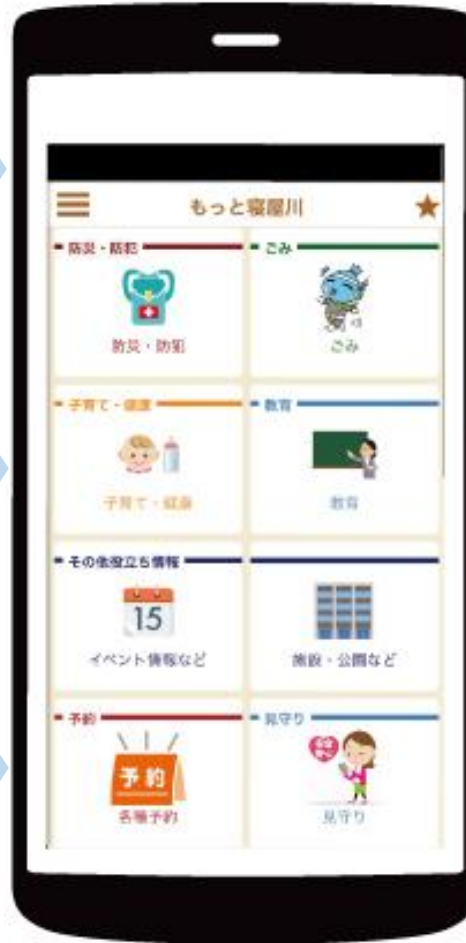 もっと寝屋川
防災・防犯
ごみ
防災・防犯
ごみ
子育て・健康
教育
子育て・健康
教育
その他役立ち情報
15
イベント情報など
施設・公園など
予約
見守り
予約
各種予約
見守り